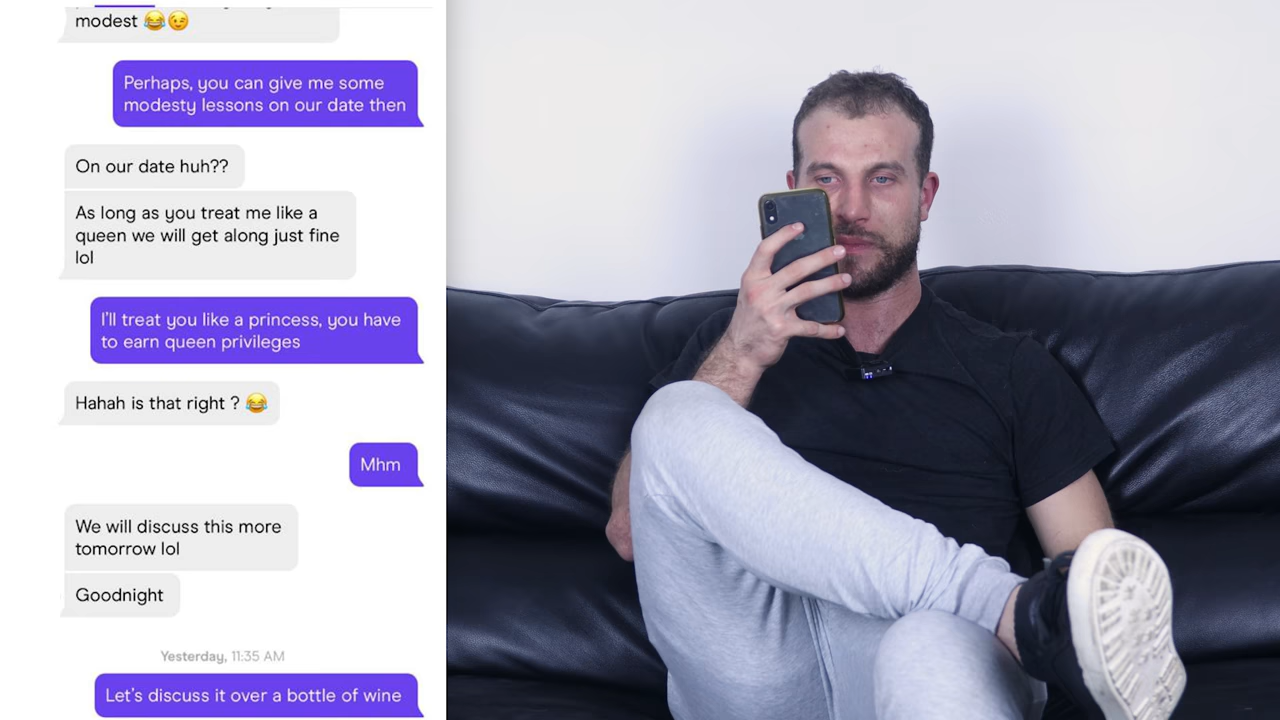 modest 😂😉
Perhaps, you can give me some
modesty lessons on our date then
On our date huh??
As long as you treat me like a
queen we will get along just fine
lol
I'll treat you like a princess, you have
to earn queen privileges
Hahah is that right ? 😂
Mhm
We will discuss this more
tomorrow lol
Goodnight
Yesterday, 11:35 AM
Let's discuss it over a bottle of wine